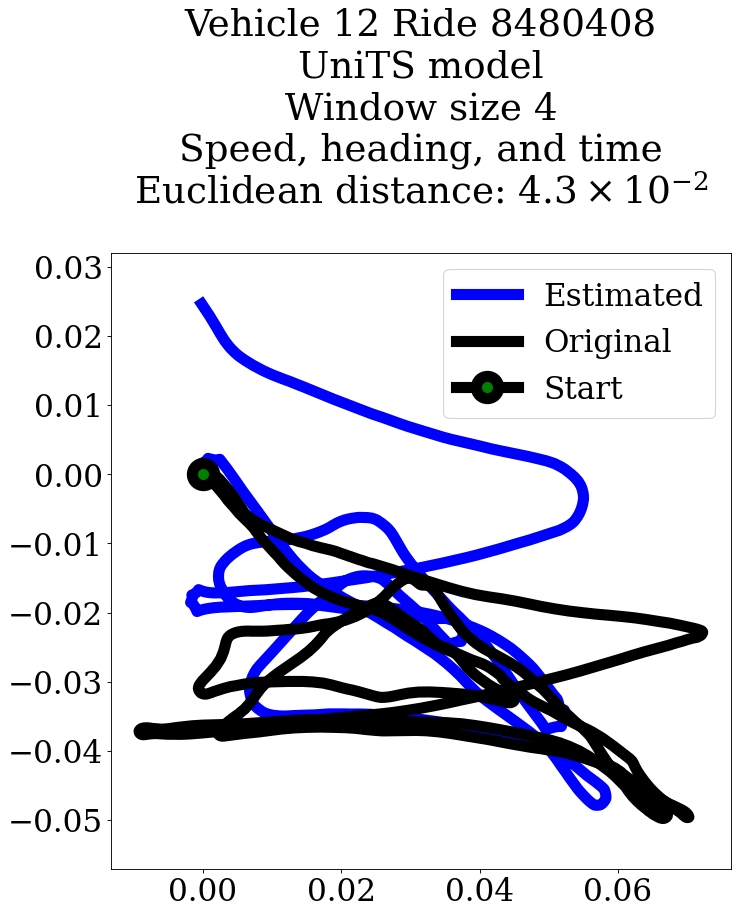 Vehicle 12 Ride 8480408
UniTS model
Window size 4
Speed, heading, and time
Euclidean distance: 4.3 × 10⁻²
Estimated
Original
Start
0.03
0.02
0.01
0.00
−0.01
−0.02
−0.03
−0.04
−0.05
0.00 0.02 0.04 0.06